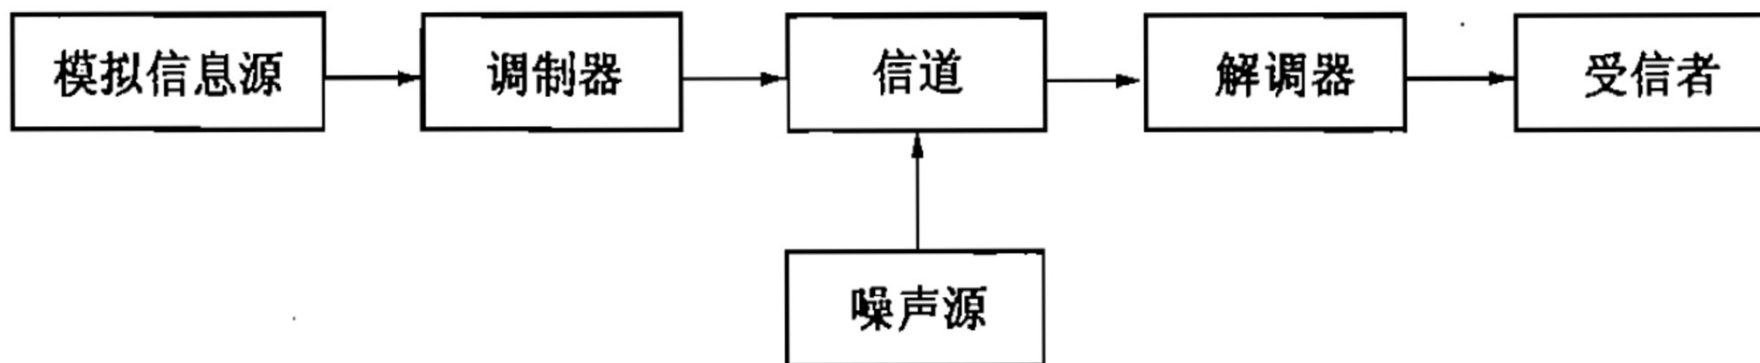 模拟信息源
调制器
信道
解调器
受信者
噪声源